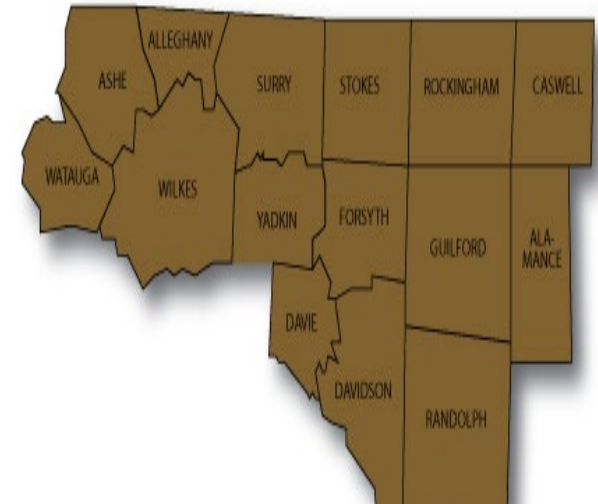 ALLEGHANY
ASHE
SURRY
STOKES
ROCKINGHAM
CASWELL
WATAUGA
WILKES
YADKIN
FORSYTH
GUILFORD
ALA-
MANCE
DAVIE
DAVIDSON
RANDOLPH